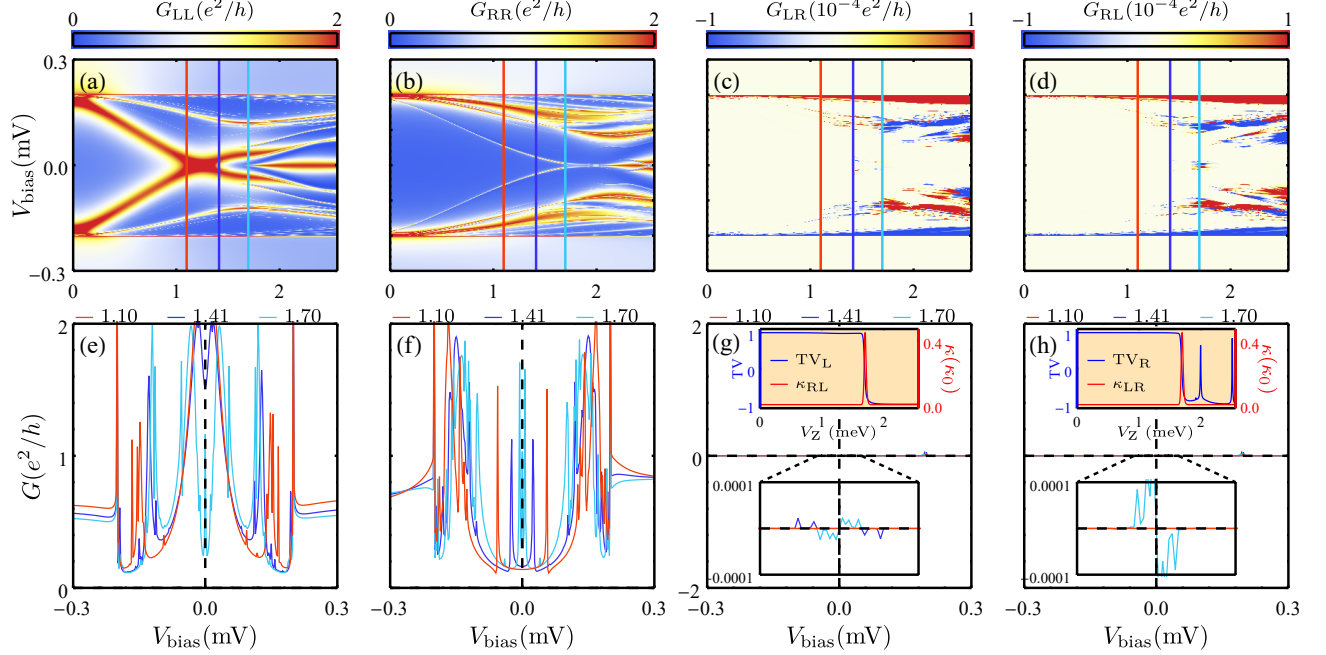 G_LL(e²/h) G_RR(e²/h) G_LR(10⁻⁴e²/h) G_RL(10⁻⁴e²/h)
0 2 0 2 −1 1 −1 1
(a) (b) (c) (d)
V_bias(mV)
0.3
0.0
−0.3
0 1 2 0 1 2 0 1 2 0 1 2
1.10 1.41 1.70 1.10 1.41 1.70 1.10 1.41 1.70 1.10 1.41 1.70
(e) (f) (g) (h)
G(e²/h)
2
1
0
2
0
−2
TV
1
0
−1
TV_L
κ_RL
0.4
0.0
κ(κ₀)
0 1 2
V_Z (meV)
0.0001
−0.0001
TV
1
0
−1
TV_R
κ_LR
0.4
0.0
κ(κ₀)
0 1 2
V_Z (meV)
0.0001
−0.0001
−0.3 0.0 0.3 −0.3 0.0 0.3 −0.3 0.0 0.3 −0.3 0.0 0.3
V_bias(mV) V_bias(mV) V_bias(mV) V_bias(mV)